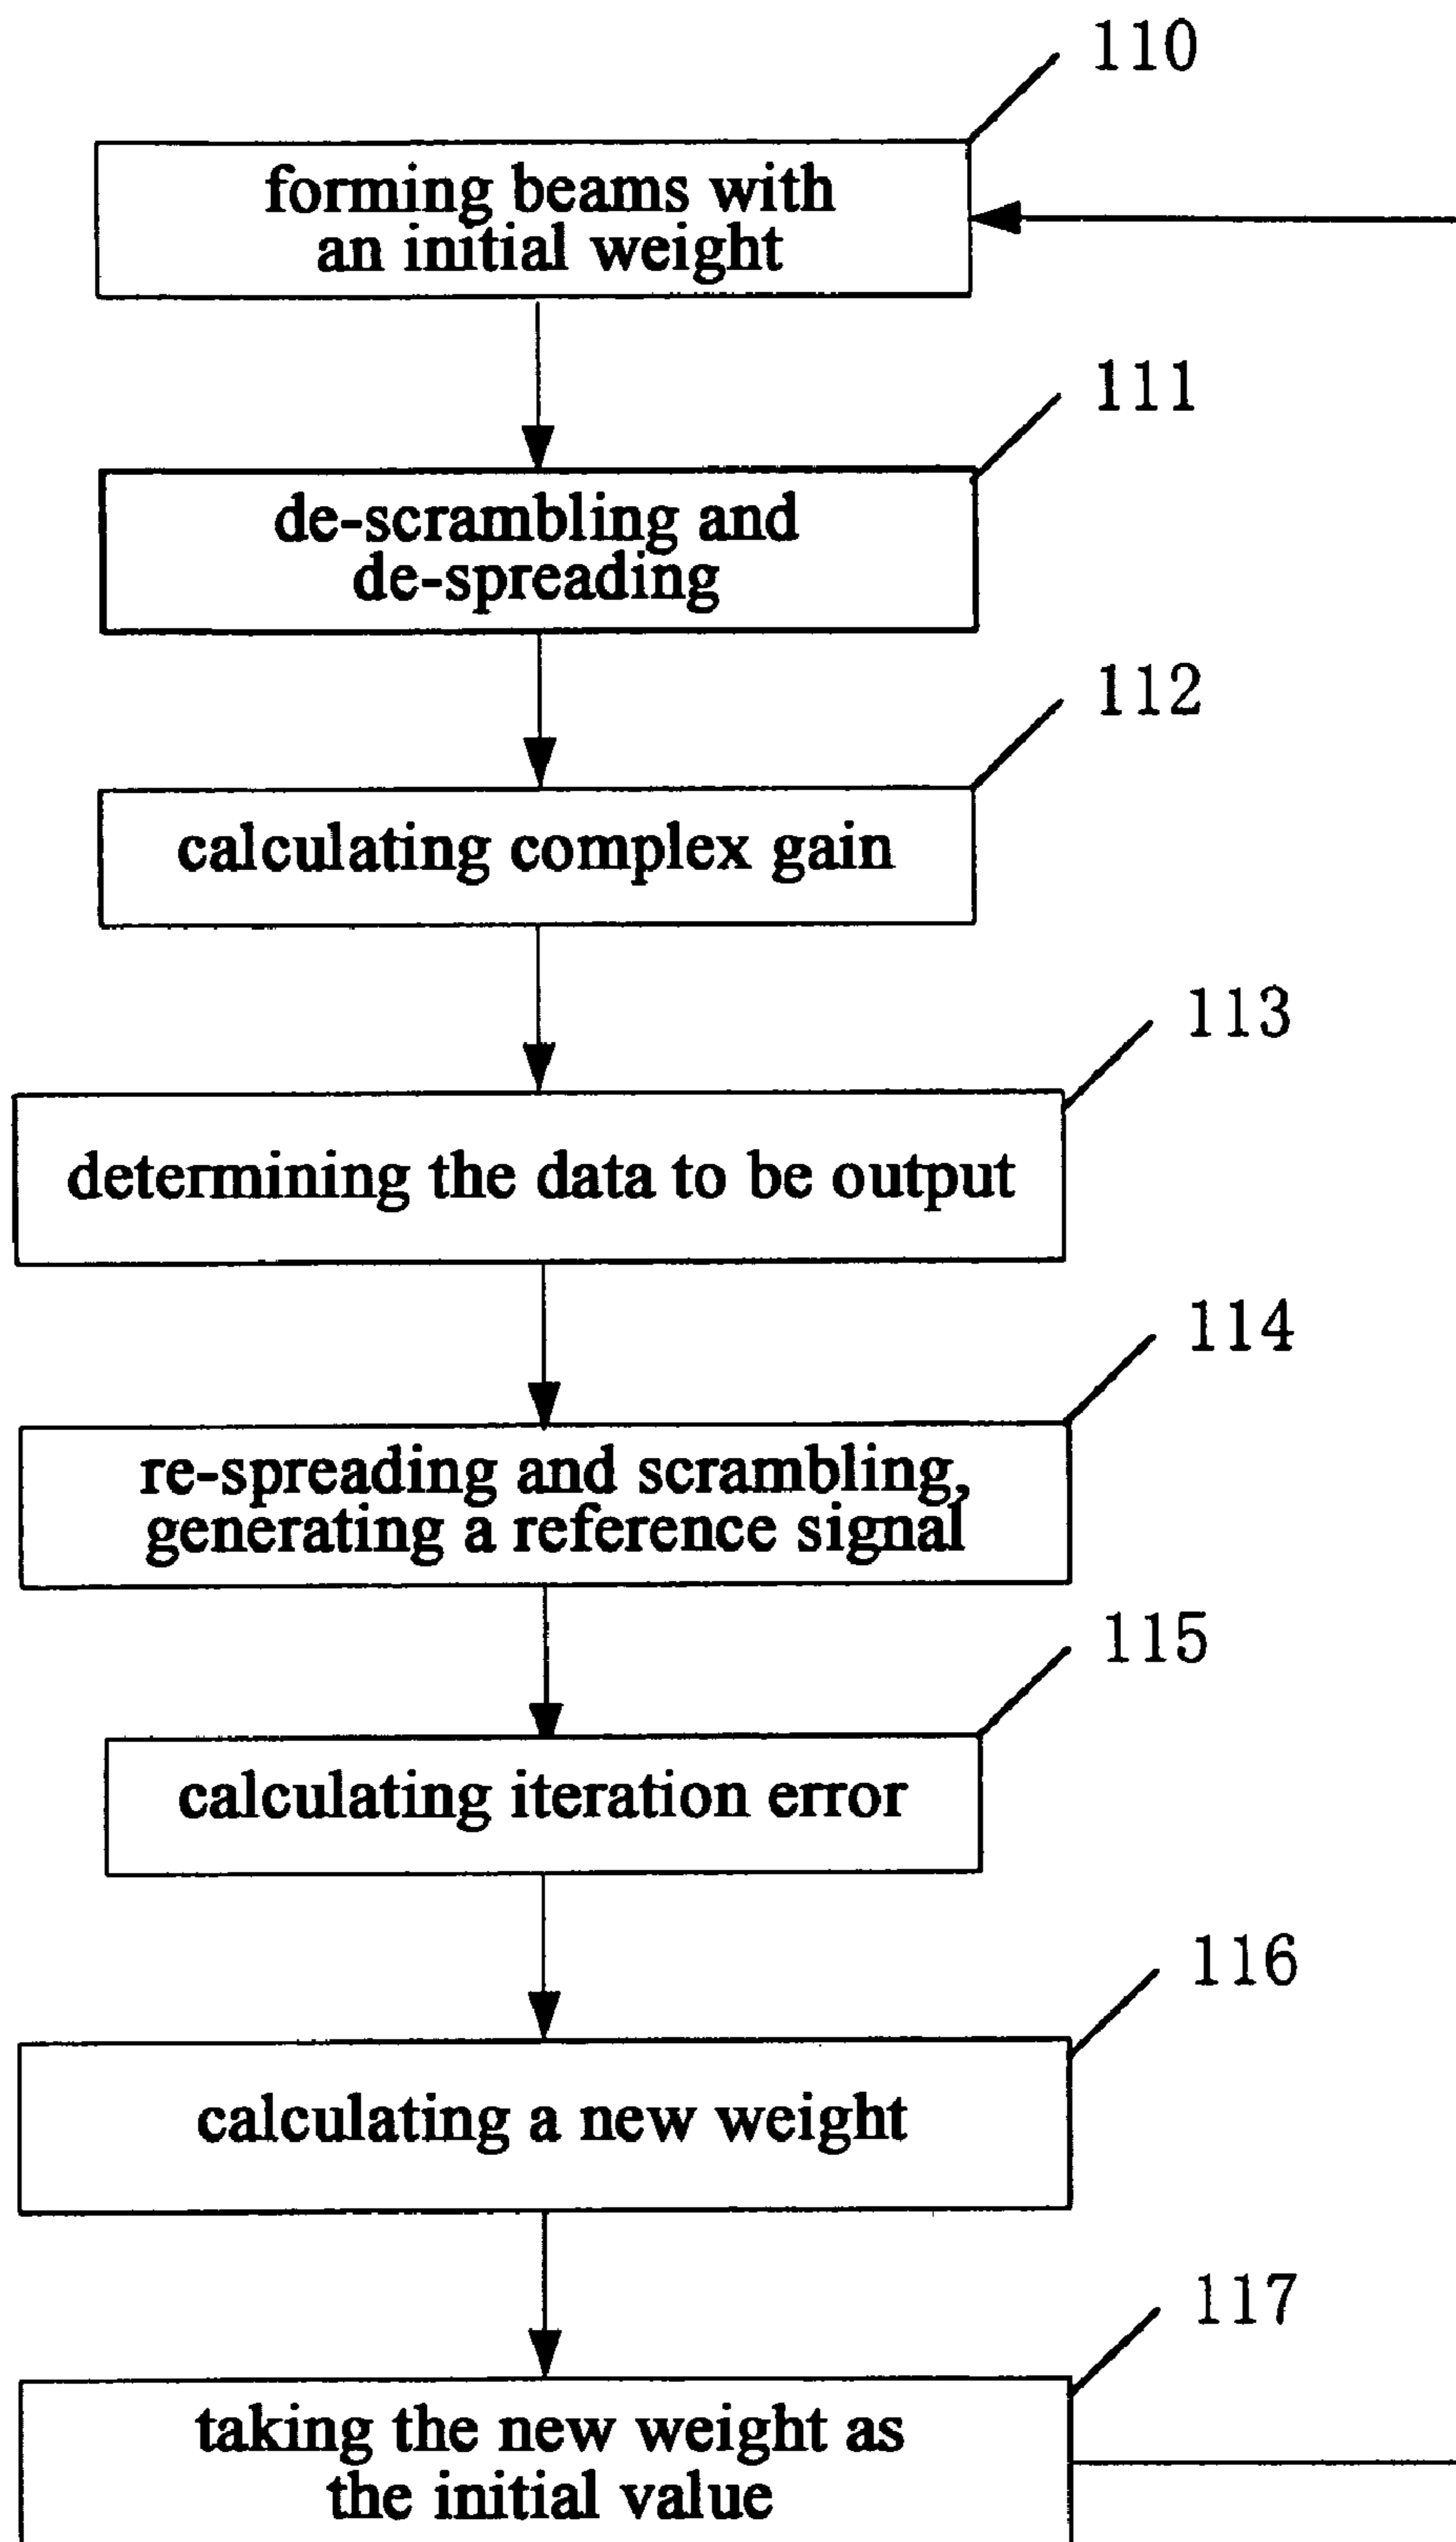 110
forming beams with
an initial weight
111
de-scrambling and
de-spreading
112
calculating complex gain
113
determining the data to be output
114
re-spreading and scrambling,
generating a reference signal
115
calculating iteration error
116
calculating a new weight
117
taking the new weight as
the initial value